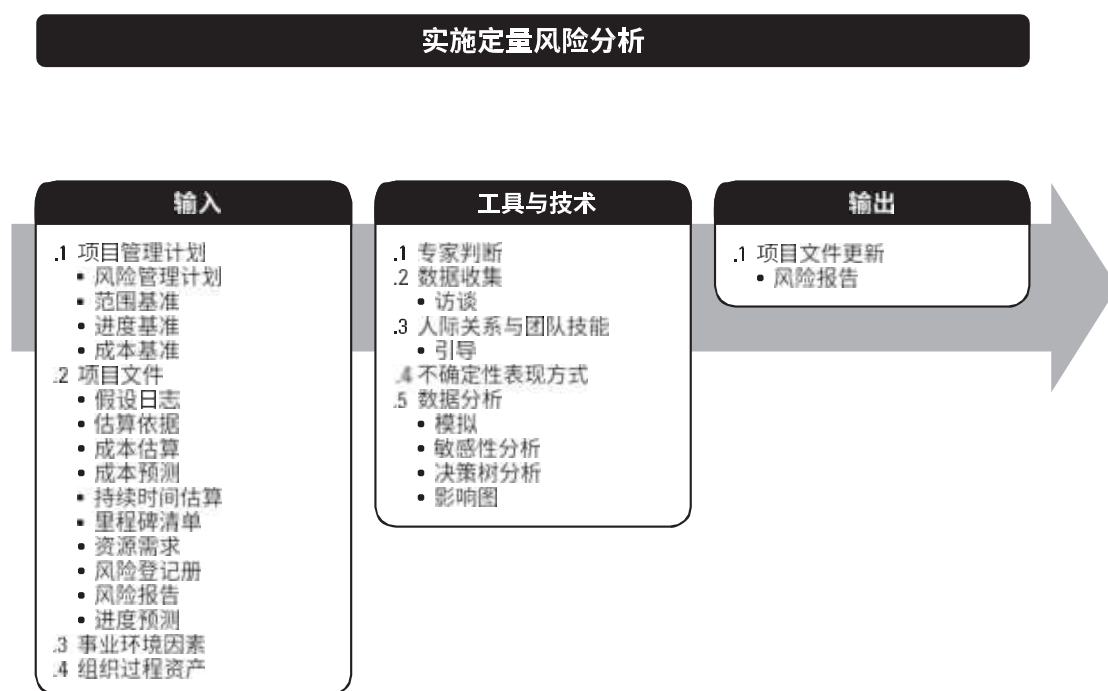 实施定量风险分析
输入
.1 项目管理计划
• 风险管理计划
• 范围基准
• 进度基准
• 成本基准
.2 项目文件
• 假设日志
• 估算依据
• 成本估算
• 成本预测
• 持续时间估算
• 里程碑清单
• 资源需求
• 风险登记册
• 风险报告
• 进度预测
.3 事业环境因素
.4 组织过程资产
工具与技术
.1 专家判断
.2 数据收集
• 访谈
.3 人际关系与团队技能
• 引导
.4 不确定性表现方式
.5 数据分析
• 模拟
• 敏感性分析
• 决策树分析
• 影响图
输出
.1 项目文件更新
• 风险报告